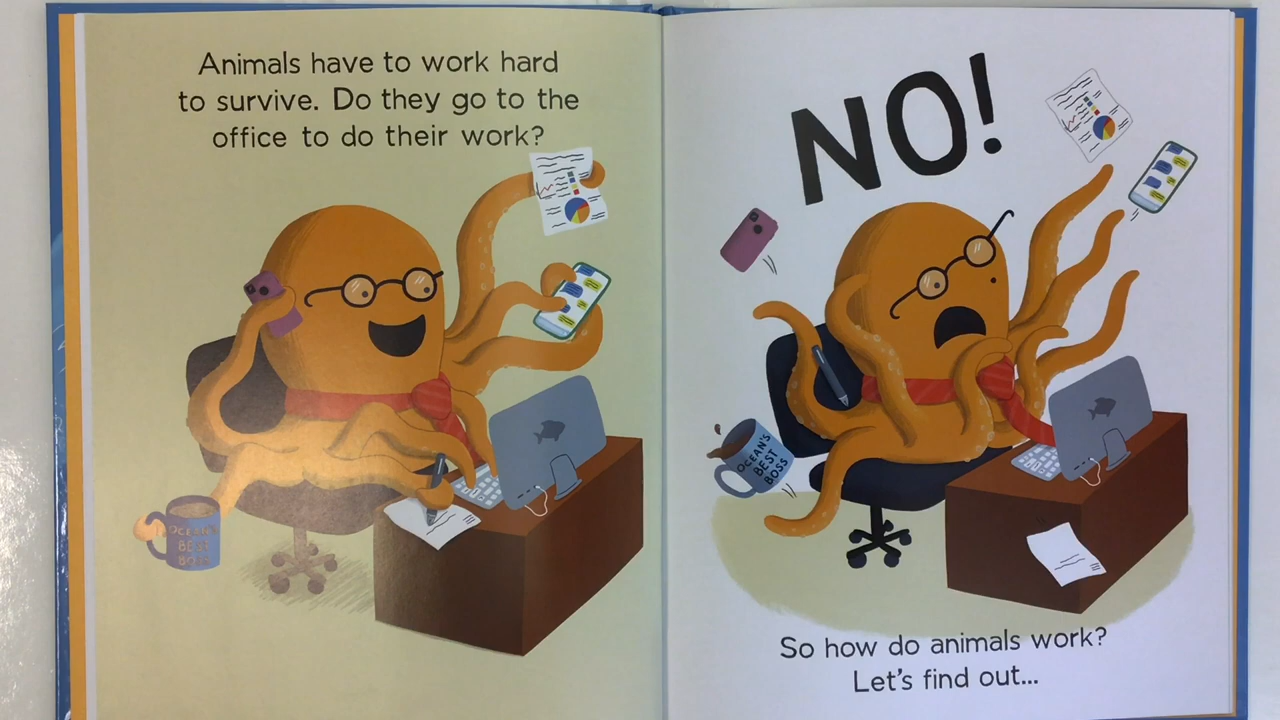 Animals have to work hard
to survive. Do they go to the
office to do their work?
OCEAN'S
BEST
BOSS
NO!
OCEAN'S
BEST
BOSS
So how do animals work?
Let's find out...